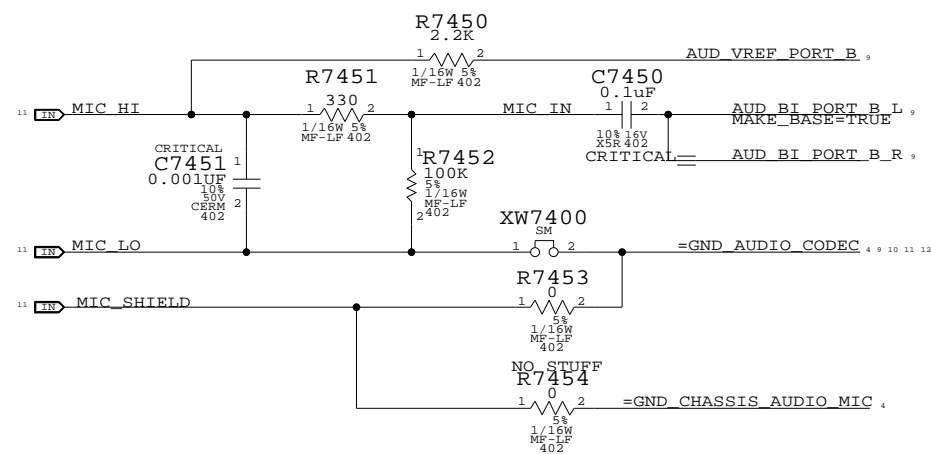 R7450
2.2K
1 2
1/16W 5%
MF-LF 402
AUD_VREF_PORT_B 9
R7451
330
1 2
1/16W 5%
MF-LF 402
C7450
0.1uF
1 2
10% 16V
X5R 402
CRITICAL
11 IN MIC_HI
MIC_IN
AUD_BI_PORT_B_L 9
MAKE_BASE=TRUE
AUD_BI_PORT_B_R 9
CRITICAL
C7451
0.001UF
10%
50V
CERM
402
1
2
1
R7452
100K
5%
1/16W
MF-LF
402
2
11 IN MIC_LO
XW7400
SM
1 2
=GND_AUDIO_CODEC 4 9 10 11 12
11 IN MIC_SHIELD
R7453
0
1 2
5%
1/16W
MF-LF
402
NO STUFF
R7454
0
1 2
5%
1/16W
MF-LF
402
=GND_CHASSIS_AUDIO_MIC 4